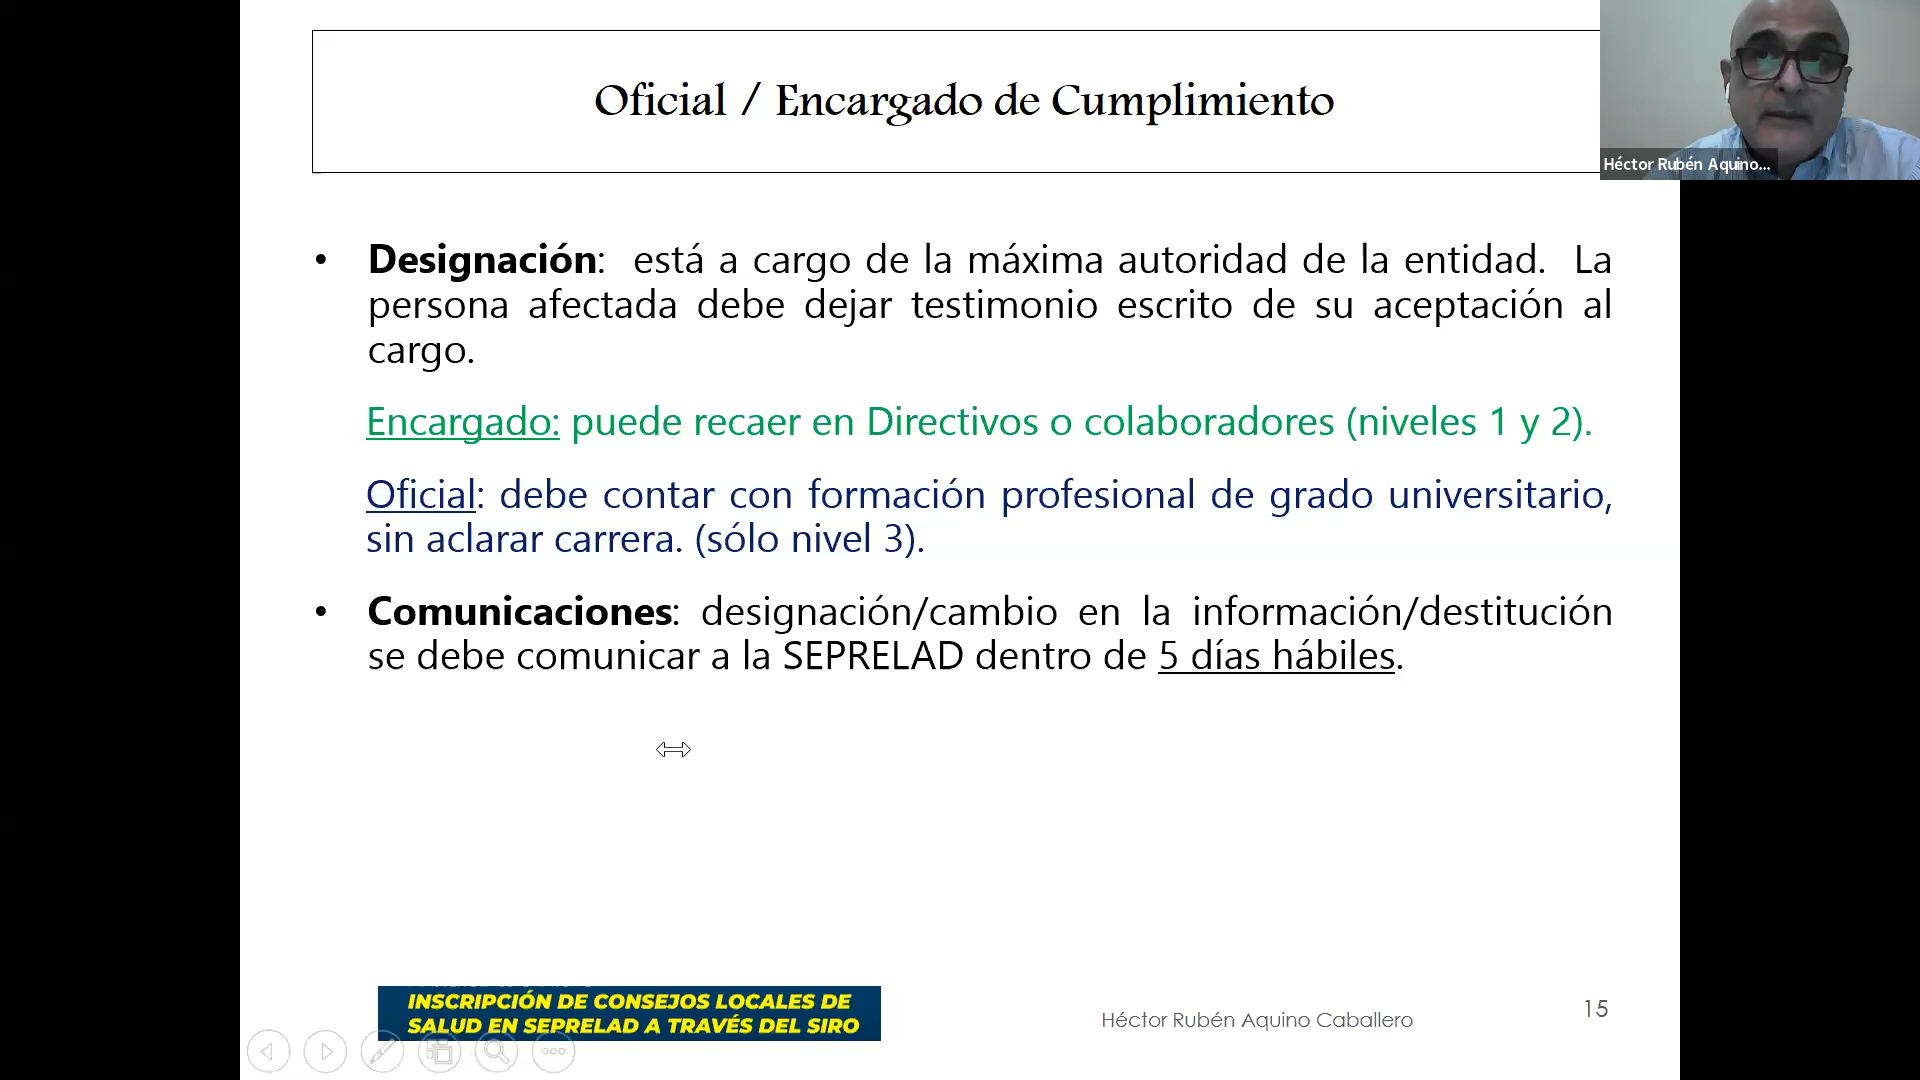 Oficial / Encargado de Cumplimiento
Héctor Rubén Aquino...
• Designación: está a cargo de la máxima autoridad de la entidad. La
persona afectada debe dejar testimonio escrito de su aceptación al
cargo.
Encargado: puede recaer en Directivos o colaboradores (niveles 1 y 2).
Oficial: debe contar con formación profesional de grado universitario,
sin aclarar carrera. (sólo nivel 3).
• Comunicaciones: designación/cambio en la información/destitución
se debe comunicar a la SEPRELAD dentro de 5 días hábiles.
INSCRIPCIÓN DE CONSEJOS LOCALES DE
SALUD EN SEPRELAD A TRAVÉS DEL SIRO
Héctor Rubén Aquino Caballero
15